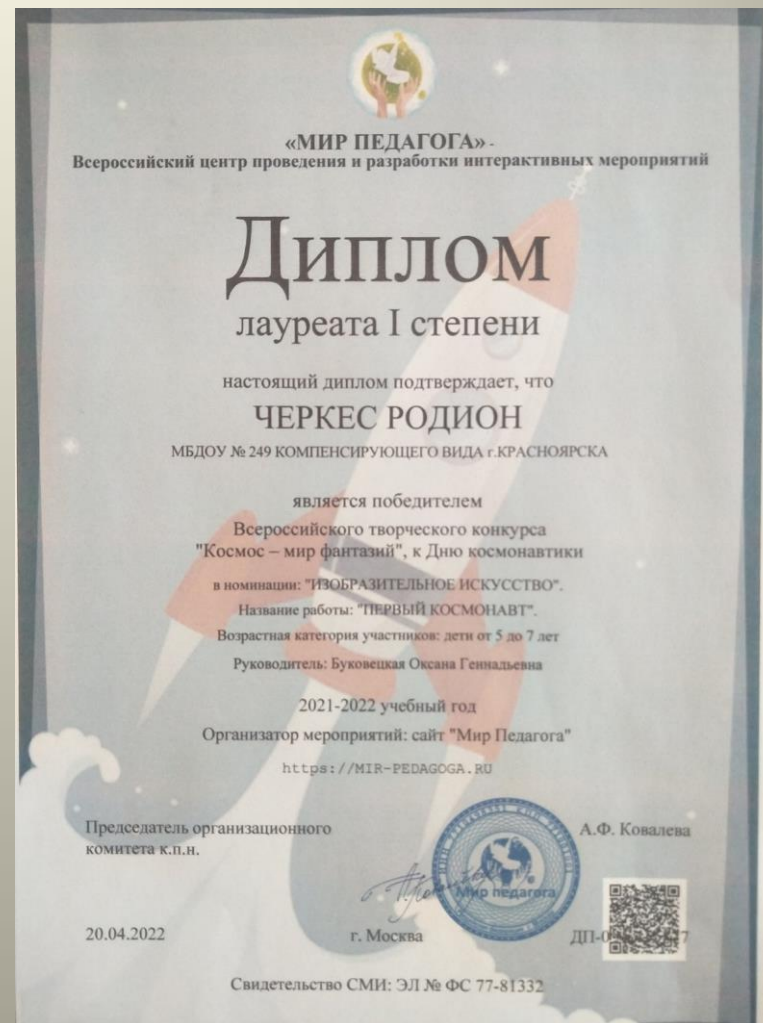 «МИР ПЕДАГОГА» -
Всероссийский центр проведения и разработки интерактивных мероприятий
Диплом
лауреата I степени
настоящий диплом подтверждает, что
ЧЕРКЕС РОДИОН
МБДОУ № 249 КОМПЕНСИРУЮЩЕГО ВИДА г.КРАСНОЯРСКА
является победителем
Всероссийского творческого конкурса
"Космос – мир фантазий", к Дню космонавтики
в номинации: "ИЗОБРАЗИТЕЛЬНОЕ ИСКУССТВО".
Название работы: "ПЕРВЫЙ КОСМОНАВТ".
Возрастная категория участников: дети от 5 до 7 лет
Руководитель: Буковецкая Оксана Геннадьевна
2021-2022 учебный год
Организатор мероприятий: сайт "Мир Педагога"
https://MIR-PEDAGOGA.RU
Председатель организационного
комитета к.п.н.
А.Ф. Ковалева
Мир педагога
20.04.2022
г. Москва
Свидетельство СМИ: ЭЛ № ФС 77-81332